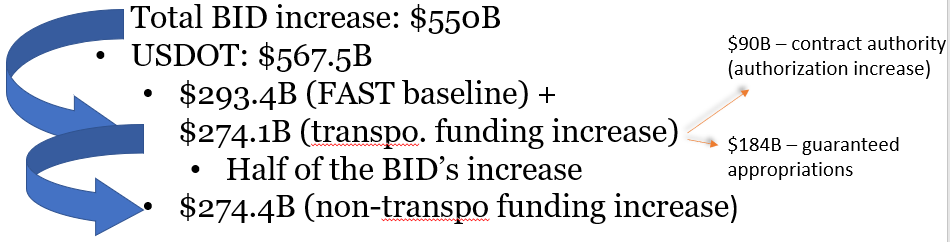 Total BID increase: $550B
• USDOT: $567.5B
• $293.4B (FAST baseline) +
$274.1B (transpo. funding increase)
• Half of the BID’s increase
• $274.4B (non-transpo funding increase)
$90B – contract authority
(authorization increase)
$184B – guaranteed
appropriations